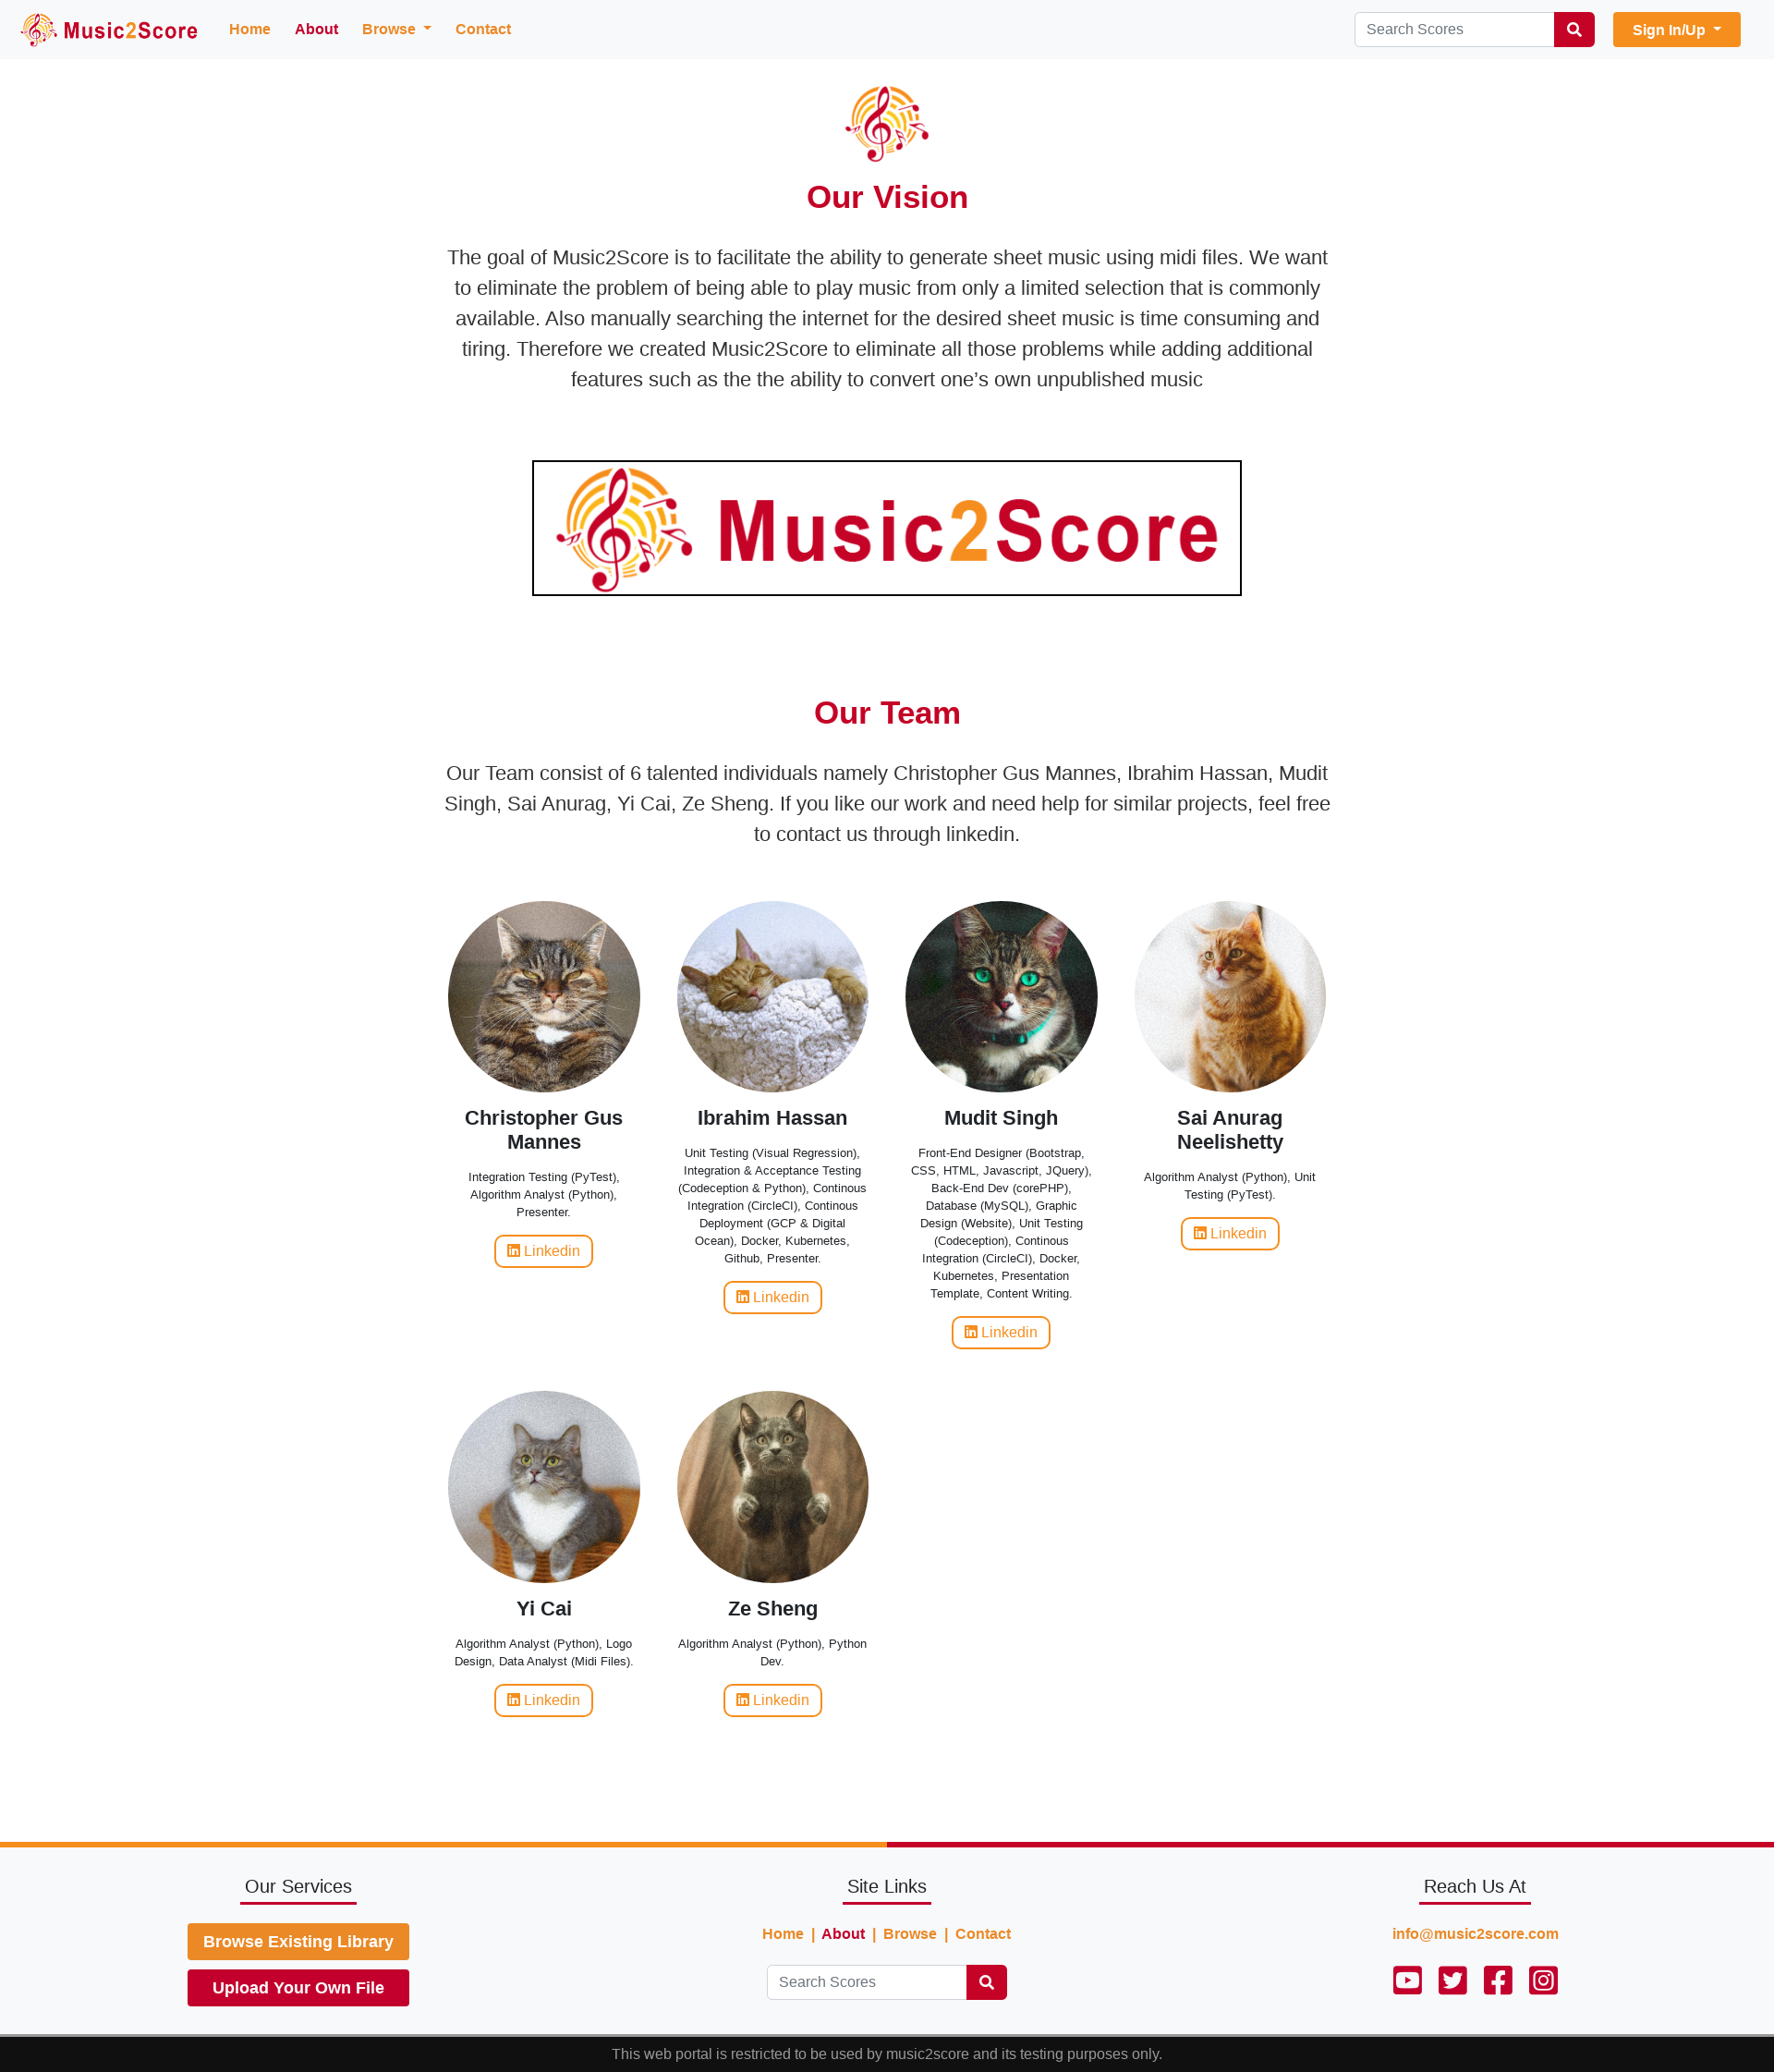 Music2Score Home About Browse Contact Search Scores Sign In/Up
Our Vision
The goal of Music2Score is to facilitate the ability to generate sheet music using midi files. We want
to eliminate the problem of being able to play music from only a limited selection that is commonly
available. Also manually searching the internet for the desired sheet music is time consuming and
tiring. Therefore we created Music2Score to eliminate all those problems while adding additional
features such as the the ability to convert one’s own unpublished music
Music2Score
Our Team
Our Team consist of 6 talented individuals namely Christopher Gus Mannes, Ibrahim Hassan, Mudit
Singh, Sai Anurag, Yi Cai, Ze Sheng. If you like our work and need help for similar projects, feel free
to contact us through linkedin.
Christopher Gus
Mannes
Integration Testing (PyTest),
Algorithm Analyst (Python),
Presenter.
Linkedin
Ibrahim Hassan
Unit Testing (Visual Regression),
Integration & Acceptance Testing
(Codeception & Python), Continous
Integration (CircleCI), Continous
Deployment (GCP & Digital
Ocean), Docker, Kubernetes,
Github, Presenter.
Linkedin
Mudit Singh
Front-End Designer (Bootstrap,
CSS, HTML, Javascript, JQuery),
Back-End Dev (corePHP),
Database (MySQL), Graphic
Design (Website), Unit Testing
(Codeception), Continous
Integration (CircleCI), Docker,
Kubernetes, Presentation
Template, Content Writing.
Linkedin
Sai Anurag
Neelishetty
Algorithm Analyst (Python), Unit
Testing (PyTest).
Linkedin
Yi Cai
Algorithm Analyst (Python), Logo
Design, Data Analyst (Midi Files).
Linkedin
Ze Sheng
Algorithm Analyst (Python), Python
Dev.
Linkedin
Our Services
Browse Existing Library
Upload Your Own File
Site Links
Home | About | Browse | Contact
Search Scores
Reach Us At
info@music2score.com
This web portal is restricted to be used by music2score and its testing purposes only.